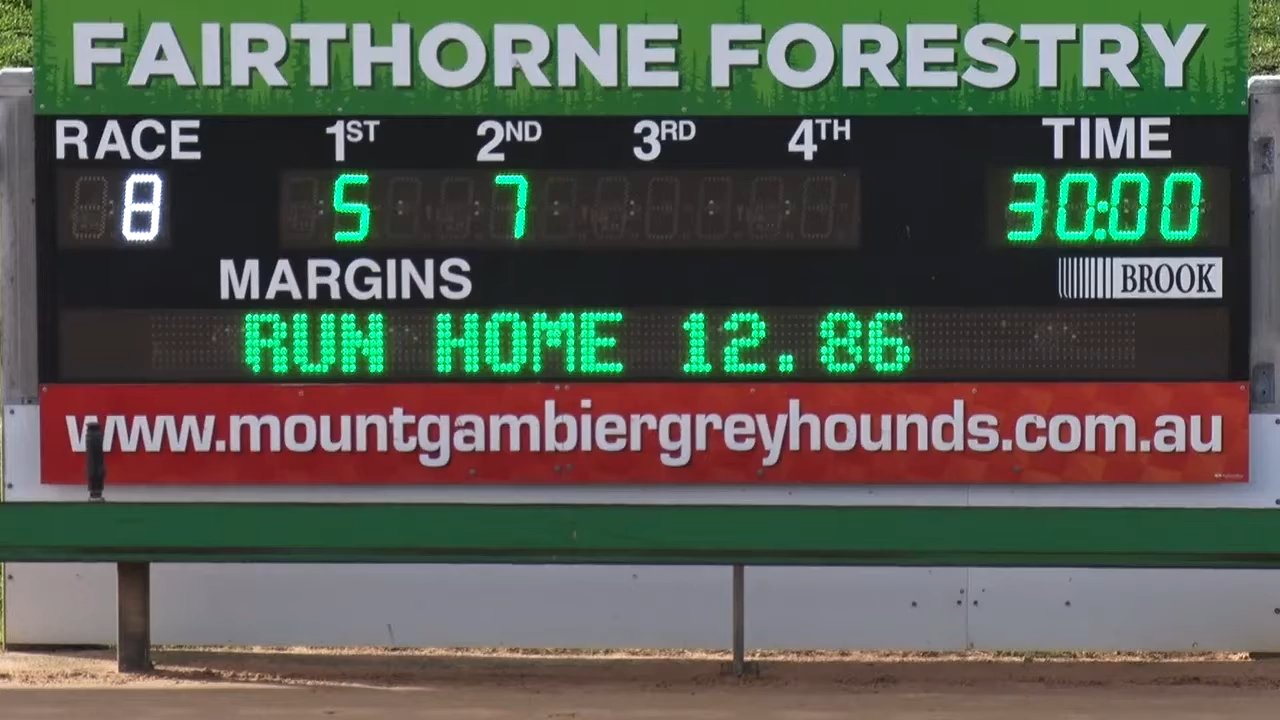 FAIRTHORNE FORESTRY
RACE 1ST 2ND 3RD 4TH TIME
8 5 7 30:00
MARGINS BROOK
RUN HOME 12.86
www.mountgambiergreyhounds.com.au